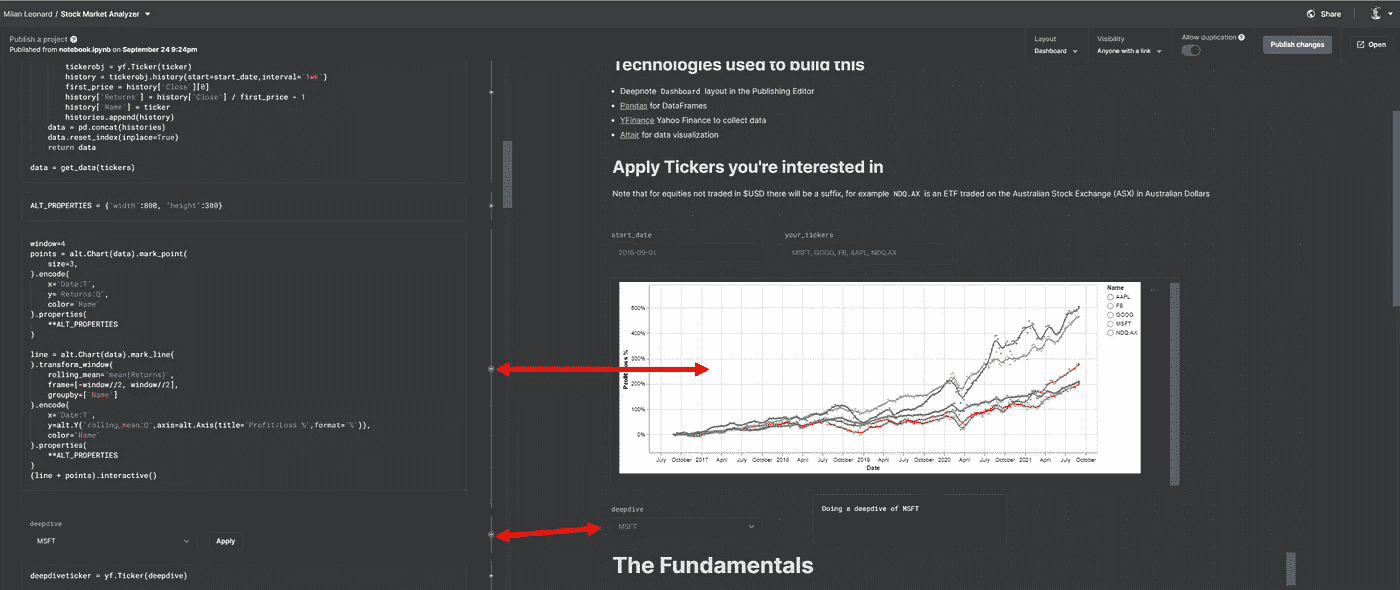 Milan Leonard / Stock Market Analyzer
Share
Publish a project
Published from notebook.ipynb on September 24 9:24pm
Layout
Dashboard
Visibility
Anyone with a link
Allow duplication
Publish changes
Open
tickerobj = yf.Ticker(ticker)
history = tickerobj.history(start=start_date,interval='1wk')
first_price = history['Close'][0]
history['Returns'] = history['Close'] / first_price - 1
history['Name'] = ticker
histories.append(history)
data = pd.concat(histories)
data.reset_index(inplace=True)
return data
data = get_data(tickers)
ALT_PROPERTIES = {"width":800, "height":300}
window=4
points = alt.Chart(data).mark_point(
size=3,
).encode(
x='Date:T',
y='Returns:Q',
color='Name'
).properties(
**ALT_PROPERTIES
)
line = alt.Chart(data).mark_line(
).transform_window(
rolling_mean='mean(Returns)',
frame=[-window//2, window//2],
groupby=['Name']
).encode(
x='Date:T',
y=alt.Y('rolling_mean:Q',axis=alt.Axis(title='Profit/Loss %',format='%')),
color='Name'
).properties(
**ALT_PROPERTIES
)
(line + points).interactive()
deepdive
MSFT
Apply
deepdiveticker = yf.Ticker(deepdive)
Technologies used to build this
• Deepnote Dashboard layout in the Publishing Editor
• Pandas for DataFrames
• YFinance Yahoo Finance to collect data
• Altair for data visualization
Apply Tickers you're interested in
Note that for equities not traded in $USD there will be a suffix, for example NDQ.AX is an ETF traded on the Australian Stock Exchange (ASX) in Australian Dollars
start_date
2016-09-01
your_tickers
MSFT, GOOG, FB, AAPL, NDQ.AX
Name
AAPL
FB
GOOG
MSFT
NDQ.AX
500%
400%
300%
200%
100%
0%
Profit/Loss %
July October 2017 April July October 2018 April July October 2019 April July October 2020 April July October 2021 April July October
Date
deepdive
MSFT
Doing a deepdive of MSFT
The Fundamentals